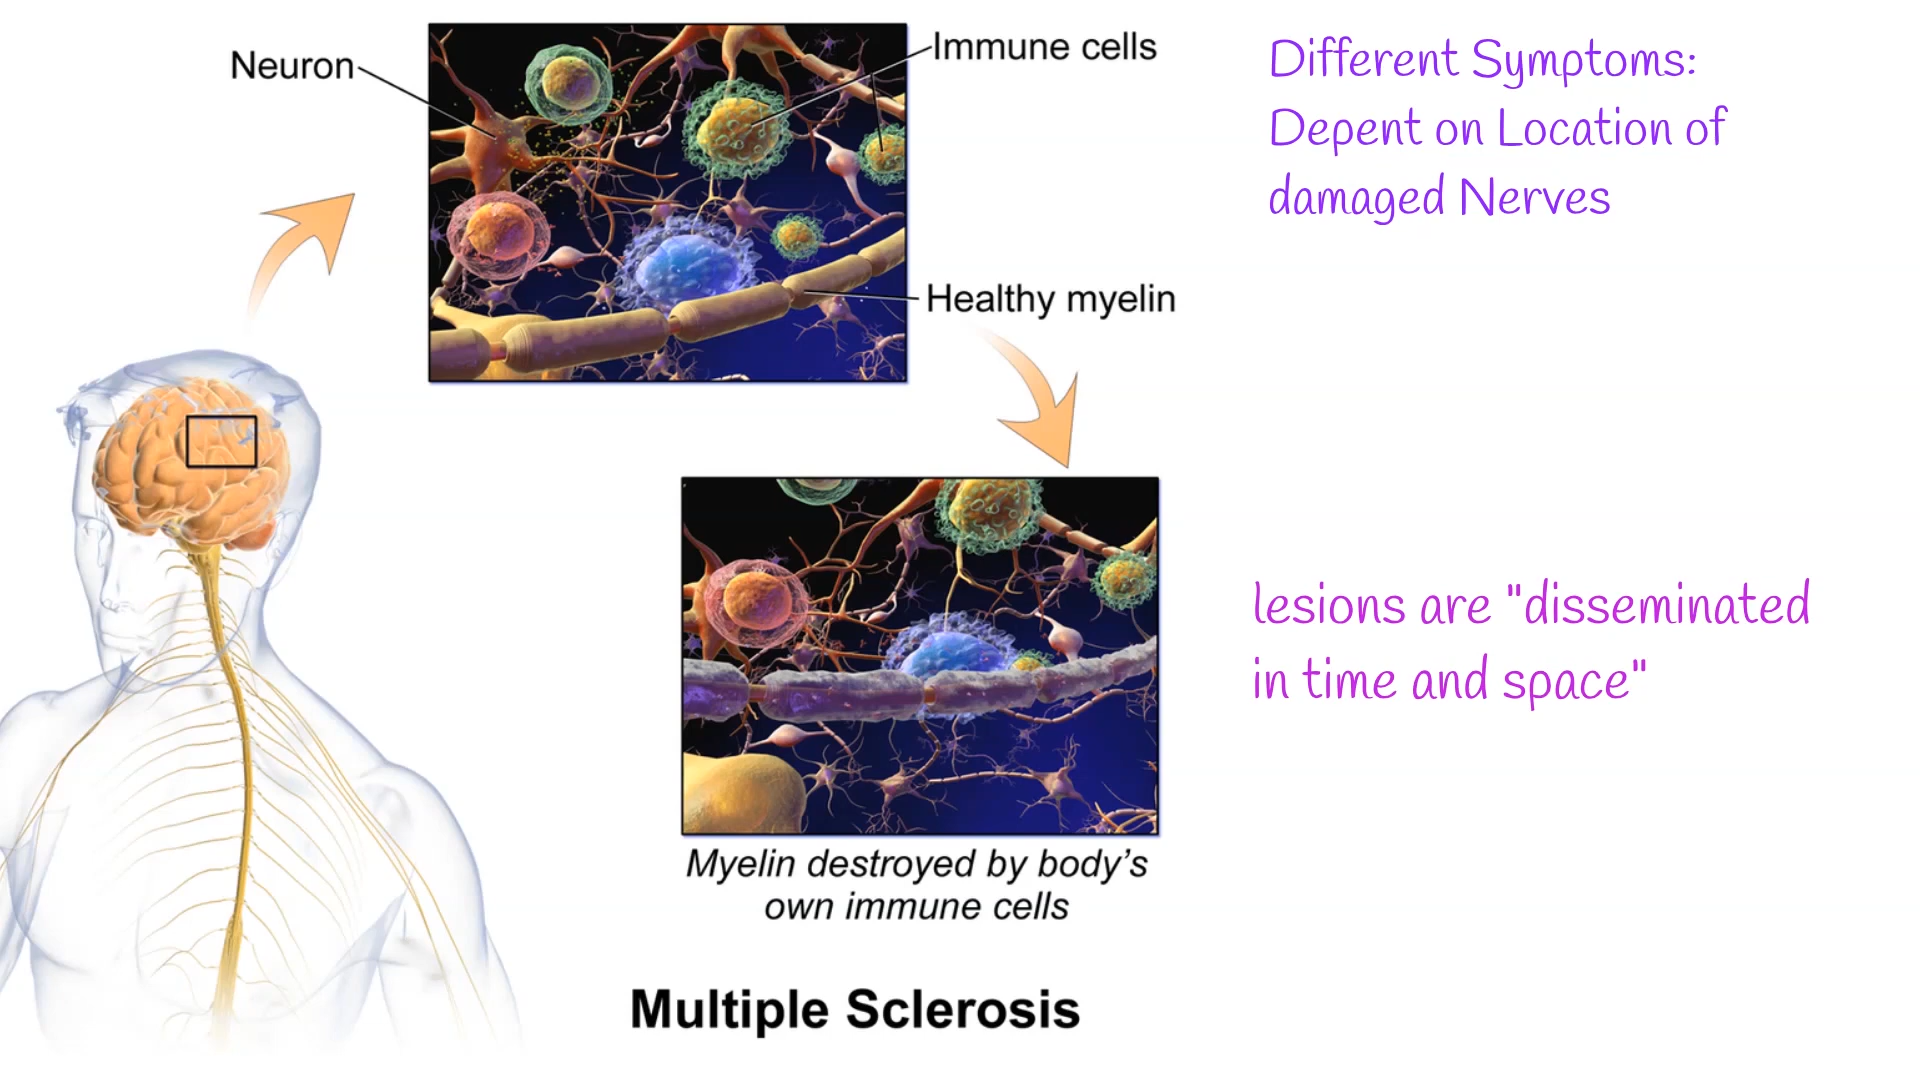 Neuron
Immune cells
Healthy myelin
Different Symptoms:
Depent on Location of
damaged Nerves
lesions are "disseminated
in time and space"
Myelin destroyed by body’s
own immune cells
Multiple Sclerosis